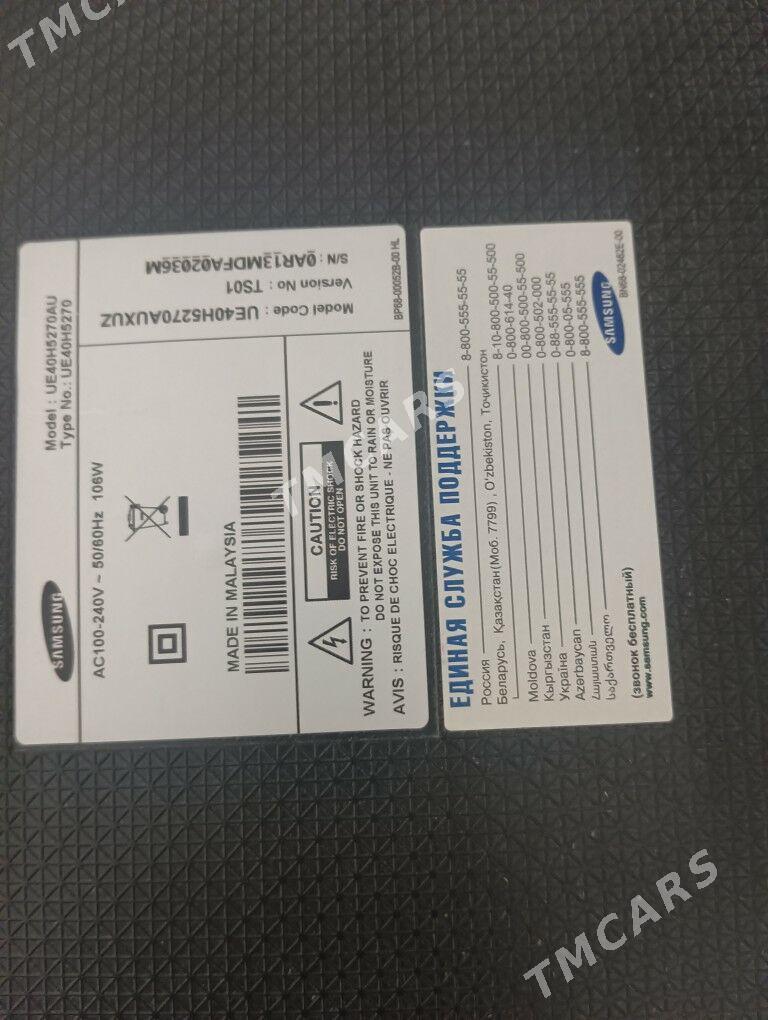 TMCARS
SAMSUNG
Model : UE40H5270AU
Type No.: UE40H5270
AC100-240V ~ 50/60Hz 106W
MADE IN MALAYSIA
CAUTION
RISK OF ELECTRIC SHOCK
DO NOT OPEN
WARNING : TO PREVENT FIRE OR SHOCK HAZARD
DO NOT EXPOSE THIS UNIT TO RAIN OR MOISTURE
AVIS : RISQUE DE CHOC ELECTRIQUE - NE PAS OUVRIR
Model Code : UE40H5270AUXUZ
Version No : TS01
S/N : 0AR13MDFA02036M
BP68-00052B-00 HL
TMCARS
ЕДИНАЯ СЛУЖБА ПОДДЕРЖКИ
Россия 8-800-555-55-55
Беларусь, Қазақстан(Моб. 7799) , O'zbekiston, Тоҷикистон
8-10-800-500-55-500
0-800-614-40
Moldova 00-800-500-55-500
Кыргызстан 0-800-502-000
Україна 0-88-555-55-55
Azərbaycan 0-800-05-555
Հայաստան 8-800-555-555
საქართველო
(звонок бесплатный)
www.samsung.com
SAMSUNG
BN68-02482E-00
TMCARS